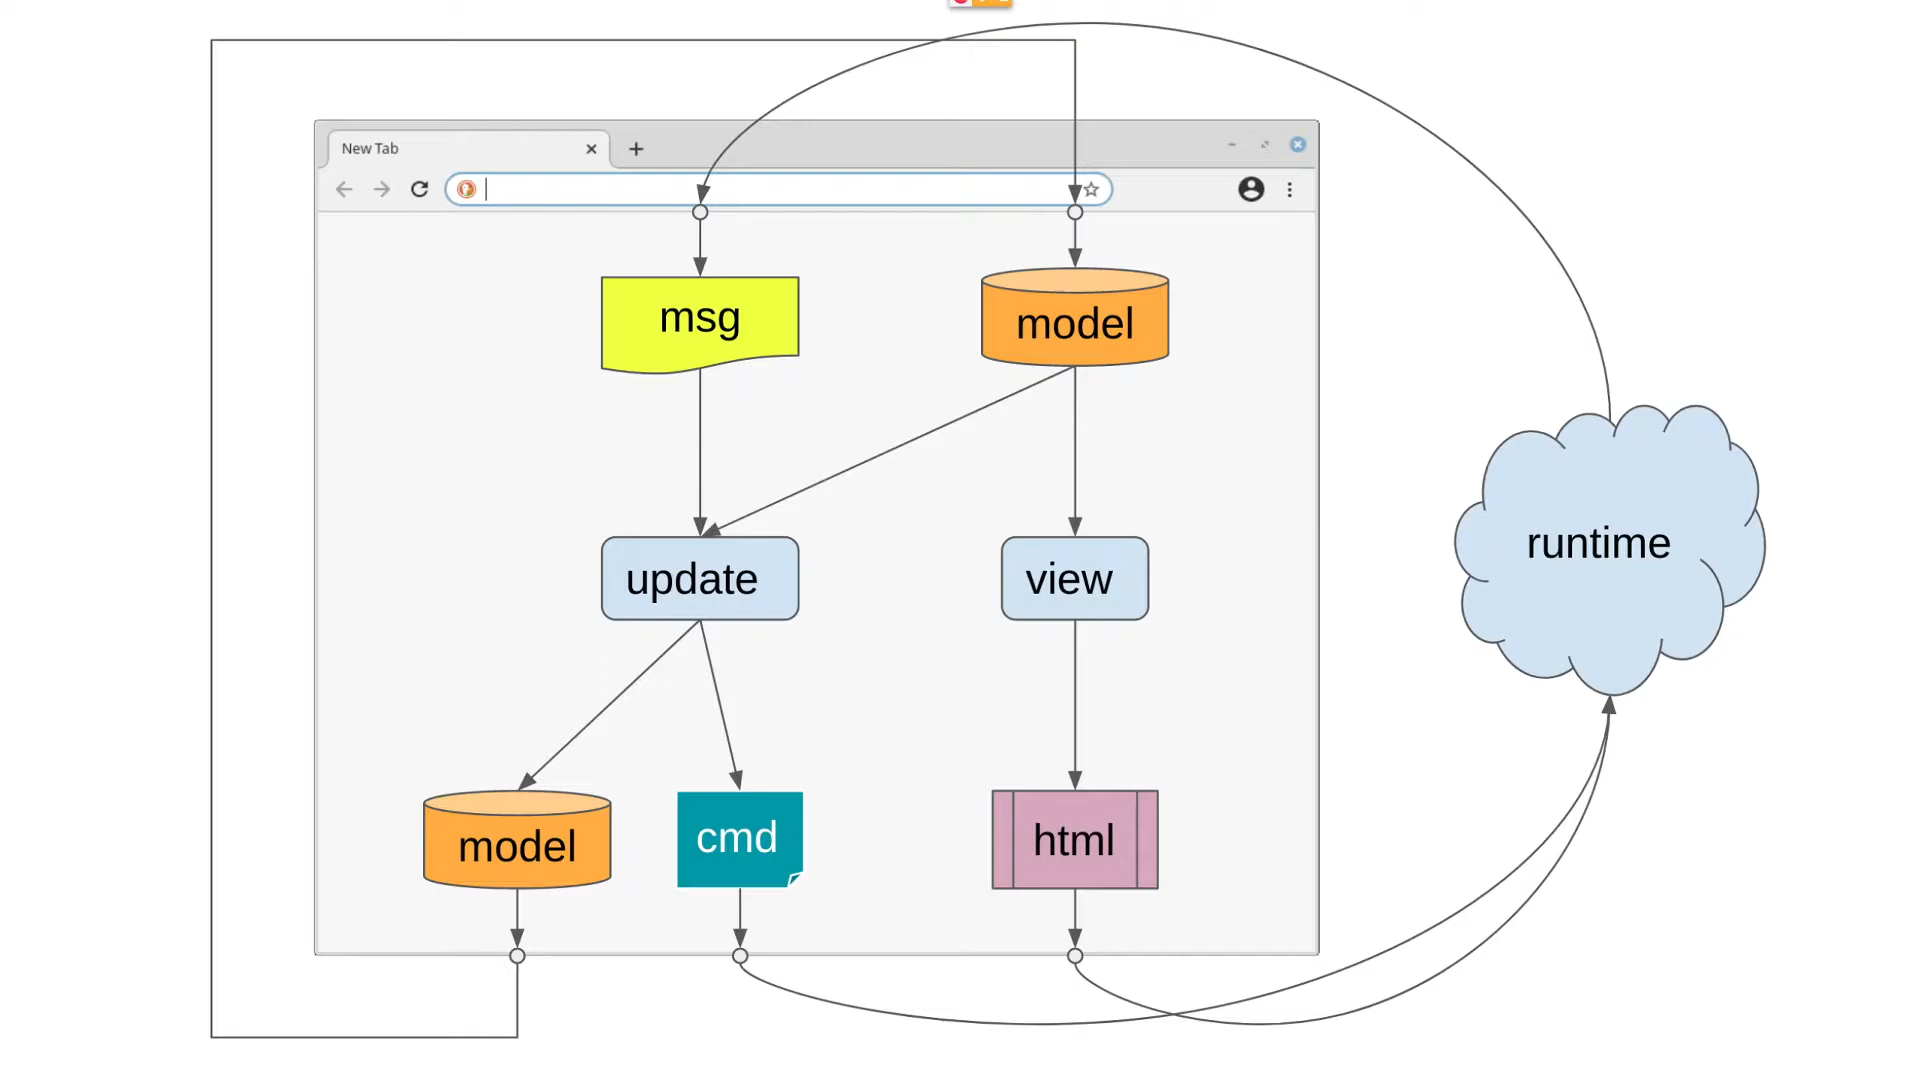 New Tab
msg
model
update
view
runtime
model
cmd
html